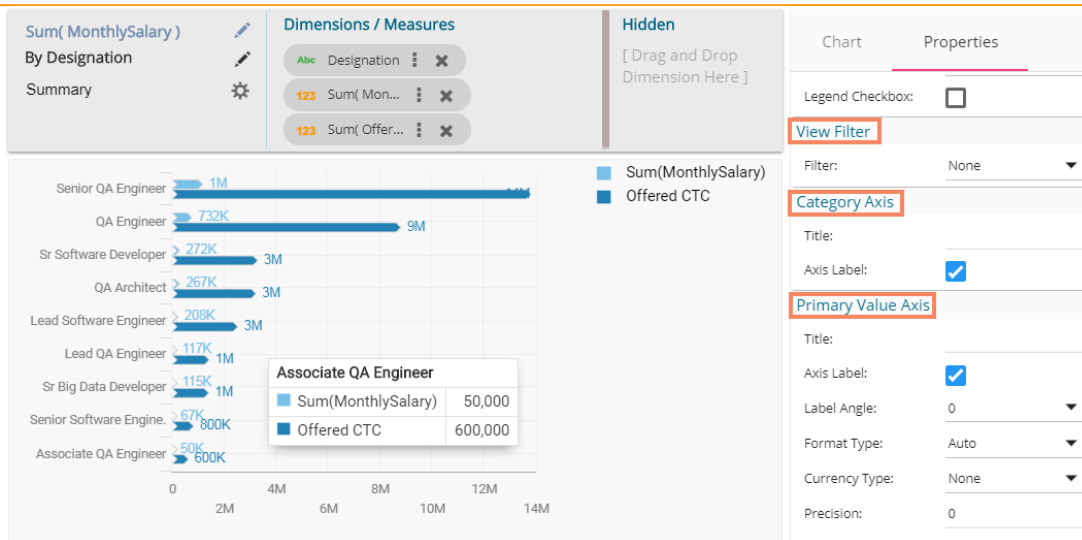 Sum( MonthlySalary )
By Designation
Summary
Dimensions / Measures
Abc Designation
123 Sum( Mon...
123 Sum( Offer...
Hidden
[ Drag and Drop
Dimension Here ]
Chart Properties
Legend Checkbox:
View Filter
Filter: None
Category Axis
Title:
Axis Label:
Primary Value Axis
Title:
Axis Label:
Label Angle: 0
Format Type: Auto
Currency Type: None
Precision: 0
Sum(MonthlySalary)
Offered CTC
Senior QA Engineer 1M
QA Engineer 732K 9M
Sr Software Developer 272K 3M
QA Architect 267K 3M
Lead Software Engineer 208K 3M
Lead QA Engineer 117K 1M
Sr Big Data Developer 115K 1M
Senior Software Engine. 67K 800K
Associate QA Engineer 50K 600K
Associate QA Engineer
Sum(MonthlySalary) 50,000
Offered CTC 600,000
0 4M 8M 12M
2M 6M 10M 14M